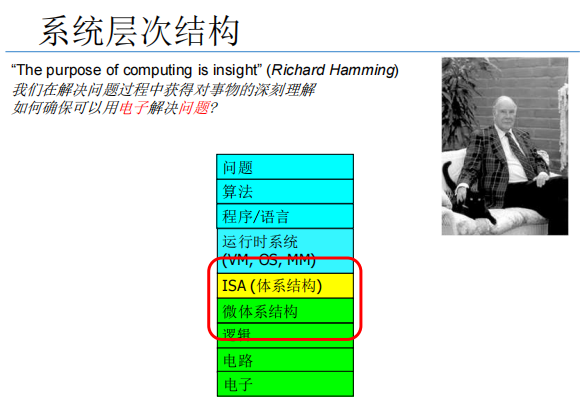 系统层次结构
“The purpose of computing is insight” (Richard Hamming)
我们在解决问题过程中获得对事物的深刻理解
如何确保可以用电子解决问题?
问题
算法
程序/语言
运行时系统
(VM, OS, MM)
ISA (体系结构)
微体系结构
逻辑
电路
电子